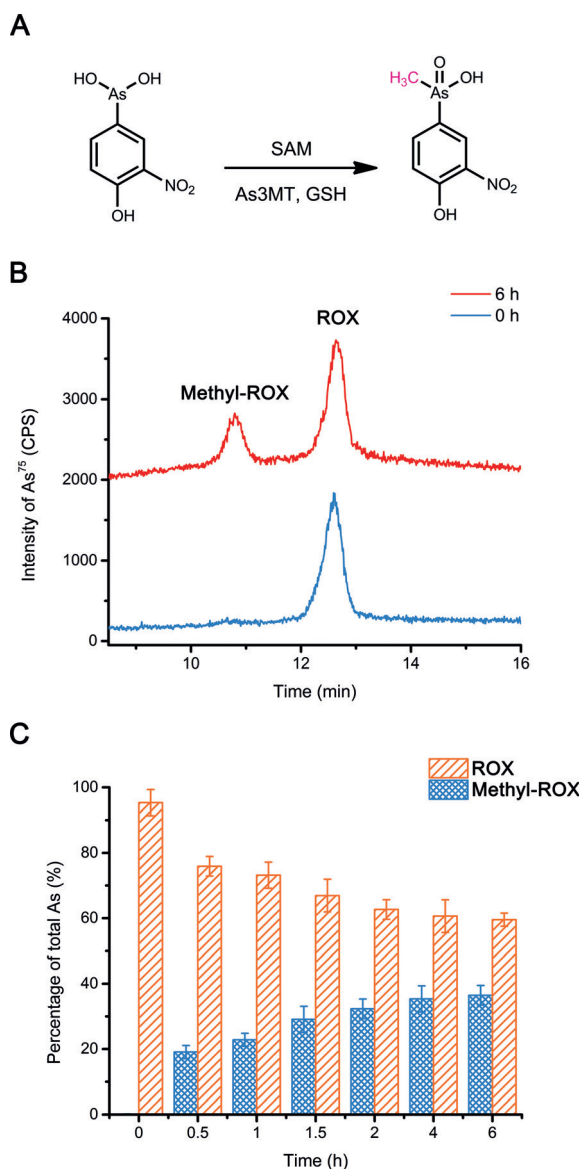 A
HO OH
As
NO₂
OH
SAM
As3MT, GSH
O
H₃C OH
As
NO₂
OH
B
6 h
0 h
4000
3000
2000
1000
0
Intensity of As⁷⁵ (CPS)
Methyl-ROX
ROX
10 12 14 16
Time (min)
C
ROX
Methyl-ROX
100
80
60
40
20
0
Percentage of total As (%)
0 0.5 1 1.5 2 4 6
Time (h)